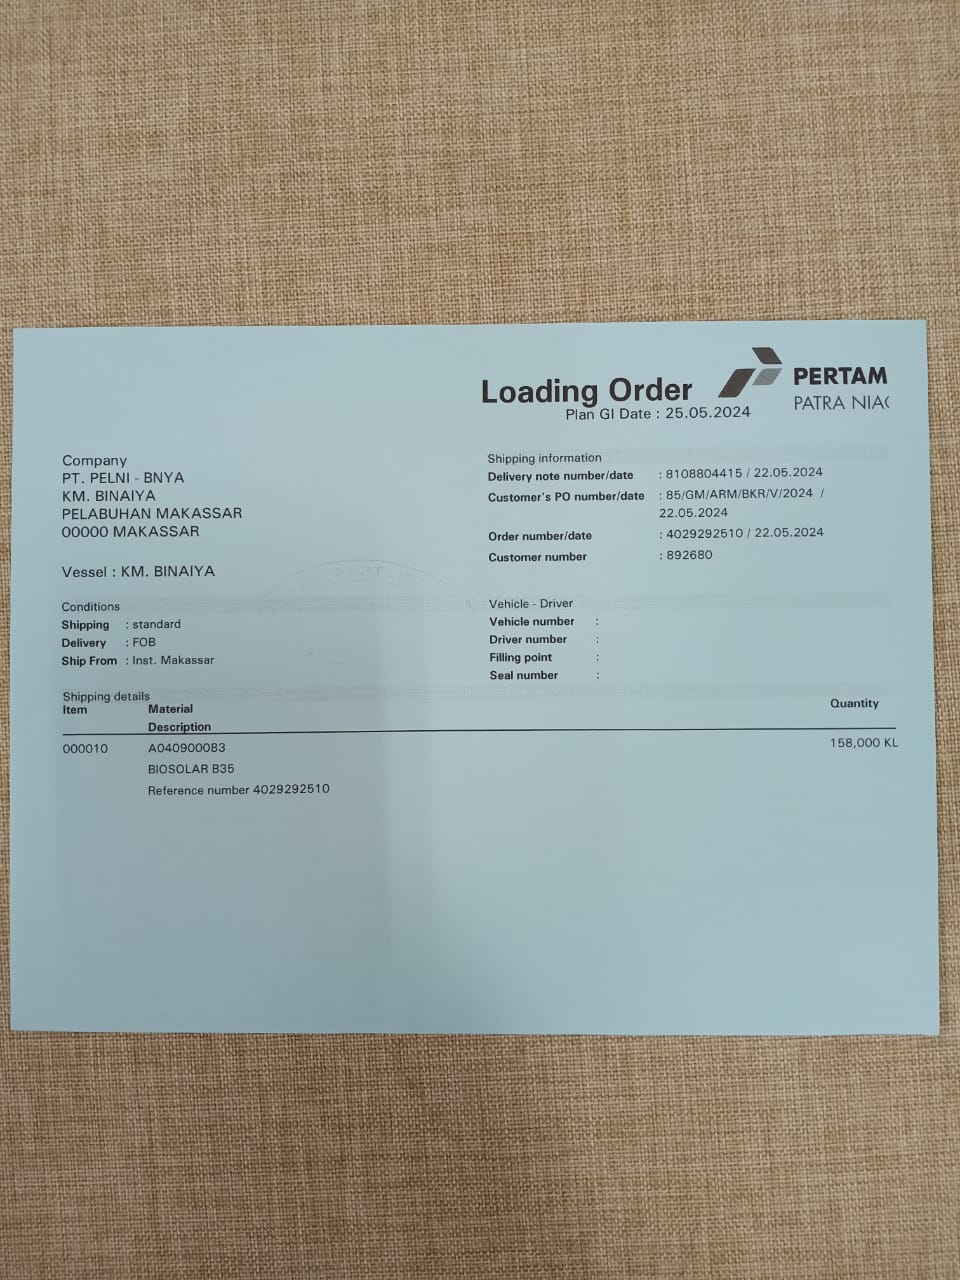 Loading Order
Plan GI Date : 25.05.2024
PERTAM
PATRA NIA
Company
PT. PELNI - BNYA
KM. BINAIYA
PELABUHAN MAKASSAR
00000 MAKASSAR
Vessel : KM. BINAIYA
Shipping information
Delivery note number/date : 8108804415 / 22.05.2024
Customer's PO number/date : 85/GM/ARM/BKR/V/2024 /
22.05.2024
Order number/date : 4029292510 / 22.05.2024
Customer number : 892680
Conditions
Shipping : standard
Delivery : FOB
Ship From : Inst. Makassar
Vehicle - Driver
Vehicle number :
Driver number :
Filling point :
Seal number :
Shipping details
Item Material Quantity
Description
000010 A040900083 158,000 KL
BIOSOLAR B35
Reference number 4029292510